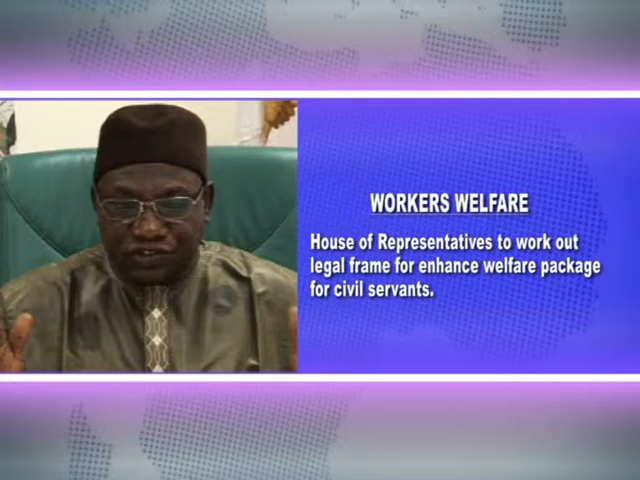 WORKERS WELFARE
House of Representatives to work out
legal frame for enhance welfare package
for civil servants.